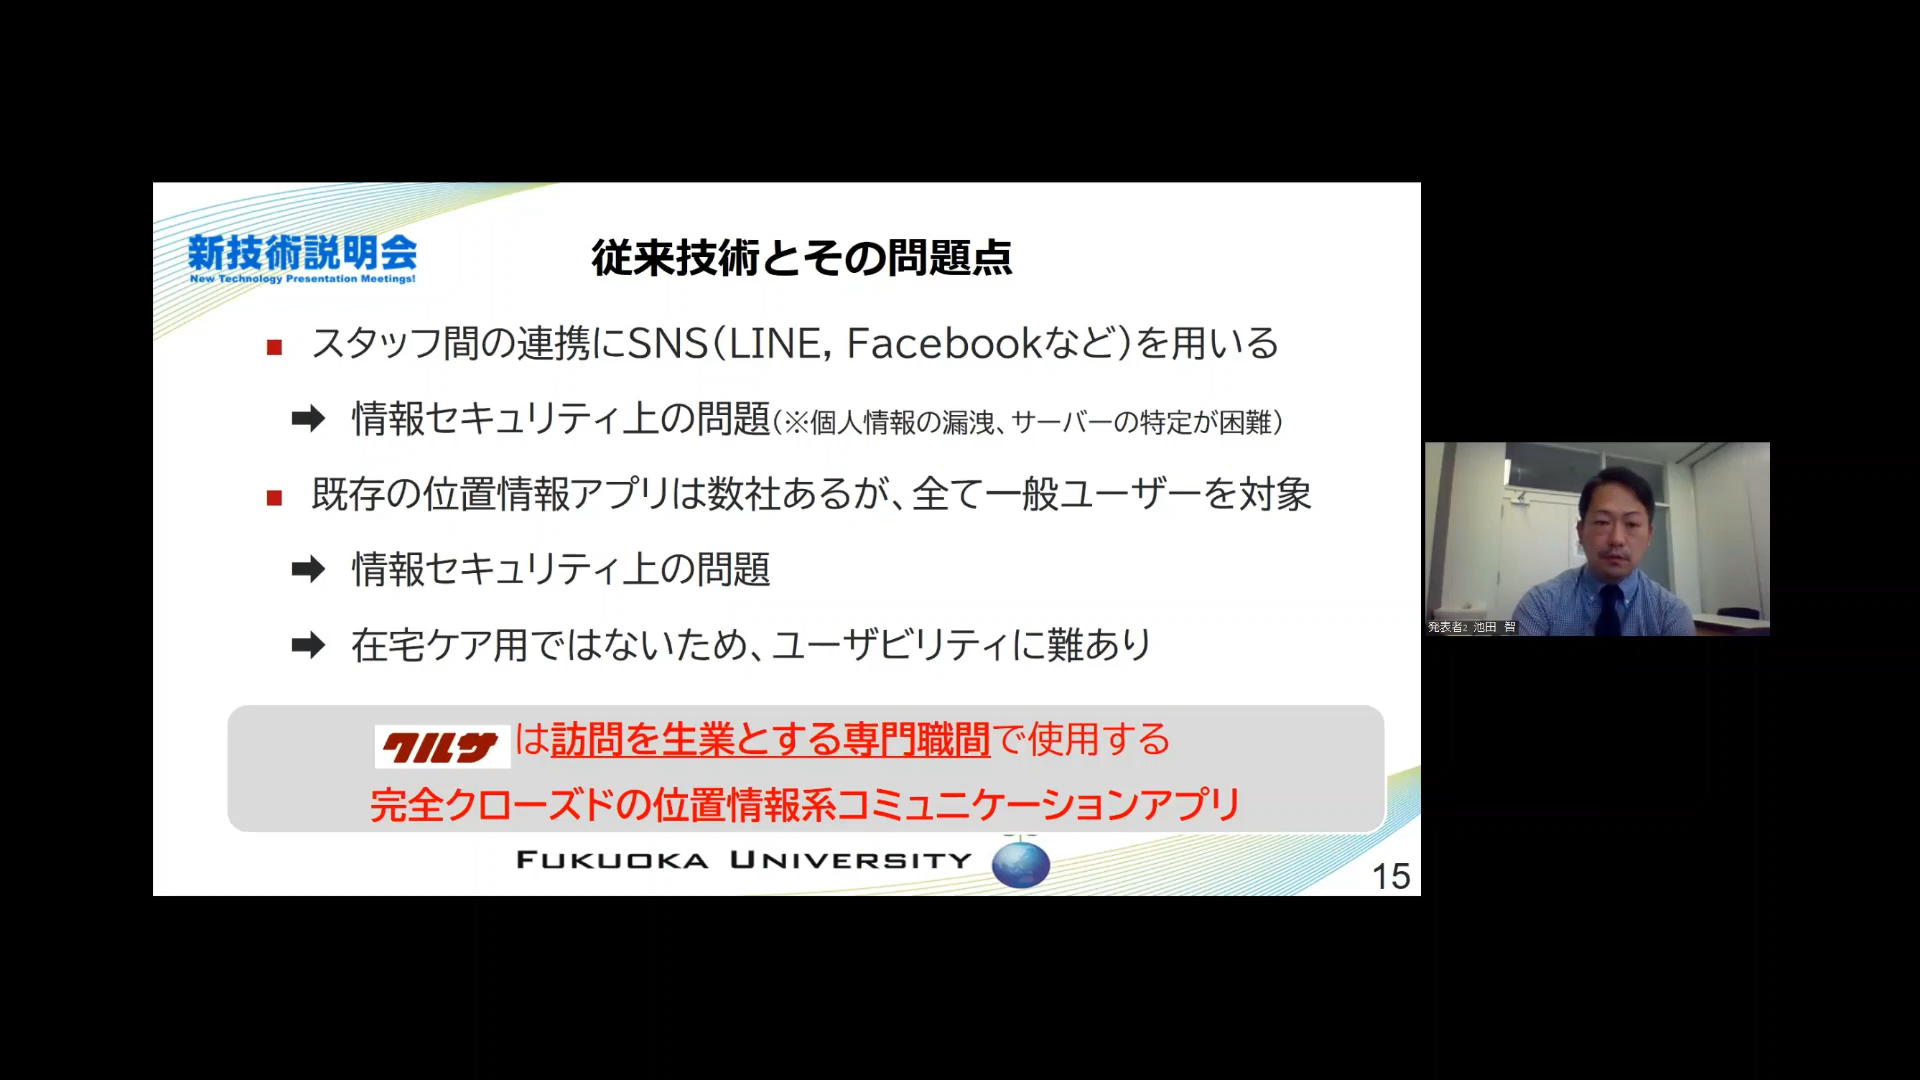 新技術説明会
New Technology Presentation Meetings!
従来技術とその問題点
■ スタッフ間の連携にSNS(LINE, Facebookなど)を用いる
➡ 情報セキュリティ上の問題(※個人情報の漏洩、サーバーの特定が困難)
■ 既存の位置情報アプリは数社あるが、全て一般ユーザーを対象
➡ 情報セキュリティ上の問題
➡ 在宅ケア用ではないため、ユーザビリティに難あり
クルサ は訪問を生業とする専門職間で使用する
完全クローズドの位置情報系コミュニケーションアプリ
FUKUOKA UNIVERSITY
15
発表者2 池田 智